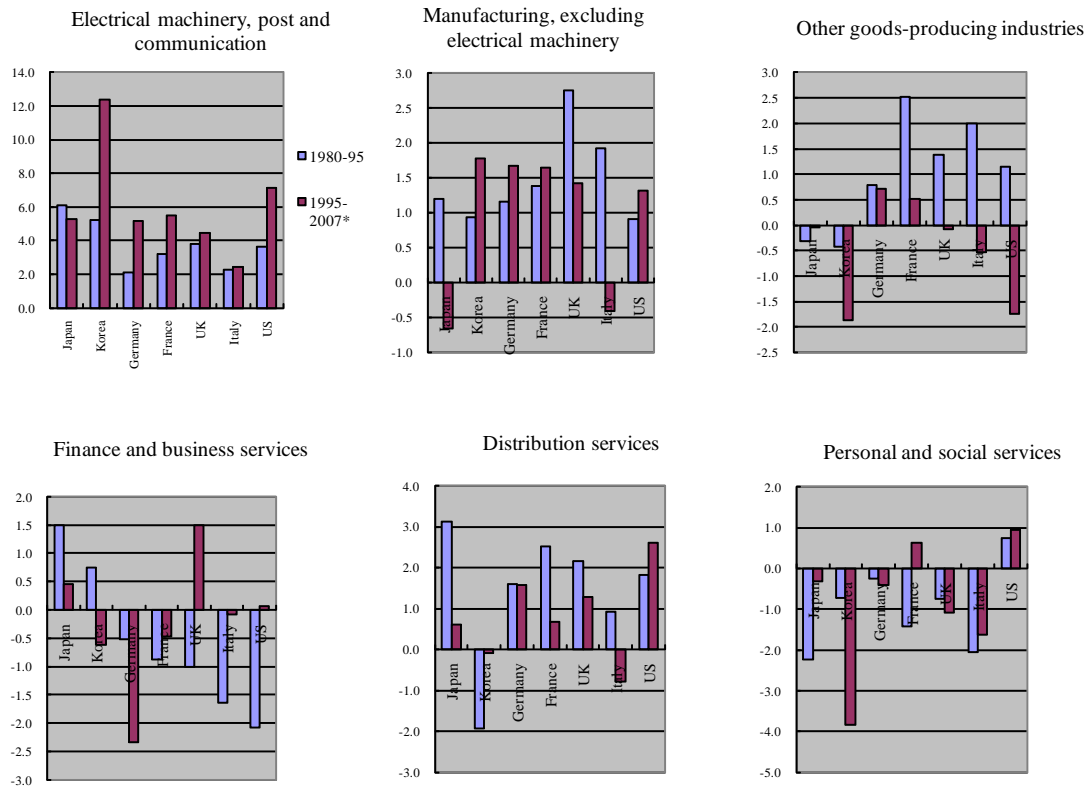 Electrical machinery, post and
communication
14.0
12.0
10.0
8.0
6.0
4.0
2.0
0.0
Japan
Korea
Germany
France
UK
Italy
US
1980-95
1995-
2007*
Manufacturing, excluding
electrical machinery
3.0
2.5
2.0
1.5
1.0
0.5
0.0
-0.5
-1.0
Japan
Korea
Germany
France
UK
Italy
US
Other goods-producing industries
3.0
2.5
2.0
1.5
1.0
0.5
0.0
-0.5
-1.0
-1.5
-2.0
-2.5
Japan
Korea
Germany
France
UK
Italy
US
Finance and business services
2.0
1.5
1.0
0.5
0.0
-0.5
-1.0
-1.5
-2.0
-2.5
-3.0
Japan
Korea
Germany
France
UK
Italy
US
Distribution services
4.0
3.0
2.0
1.0
0.0
-1.0
-2.0
-3.0
Japan
Korea
Germany
France
UK
Italy
US
Personal and social services
2.0
1.0
0.0
-1.0
-2.0
-3.0
-4.0
-5.0
Japan
Korea
Germany
France
UK
Italy
US